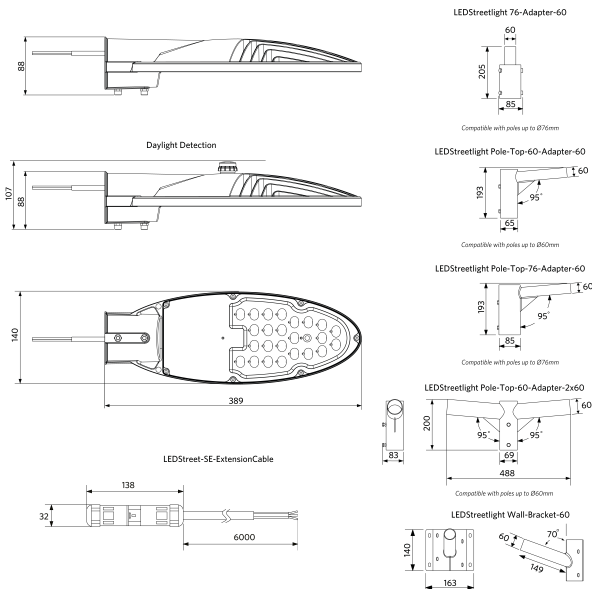 88
Daylight Detection
107
88
140
389
LEDStreet-SE-ExtensionCable
138
32
6000
LEDStreetlight 76-Adapter-60
60
205
85
Compatible with poles up to Ø76mm
LEDStreetlight Pole-Top-60-Adapter-60
60
193
95°
65
Compatible with poles up to Ø60mm
LEDStreetlight Pole-Top-76-Adapter-60
60
193
95°
85
Compatible with poles up to Ø76mm
LEDStreetlight Pole-Top-60-Adapter-2x60
60
200
95° 95°
83
69
488
Compatible with poles up to Ø60mm
LEDStreetlight Wall-Bracket-60
60
70°
140
149
163